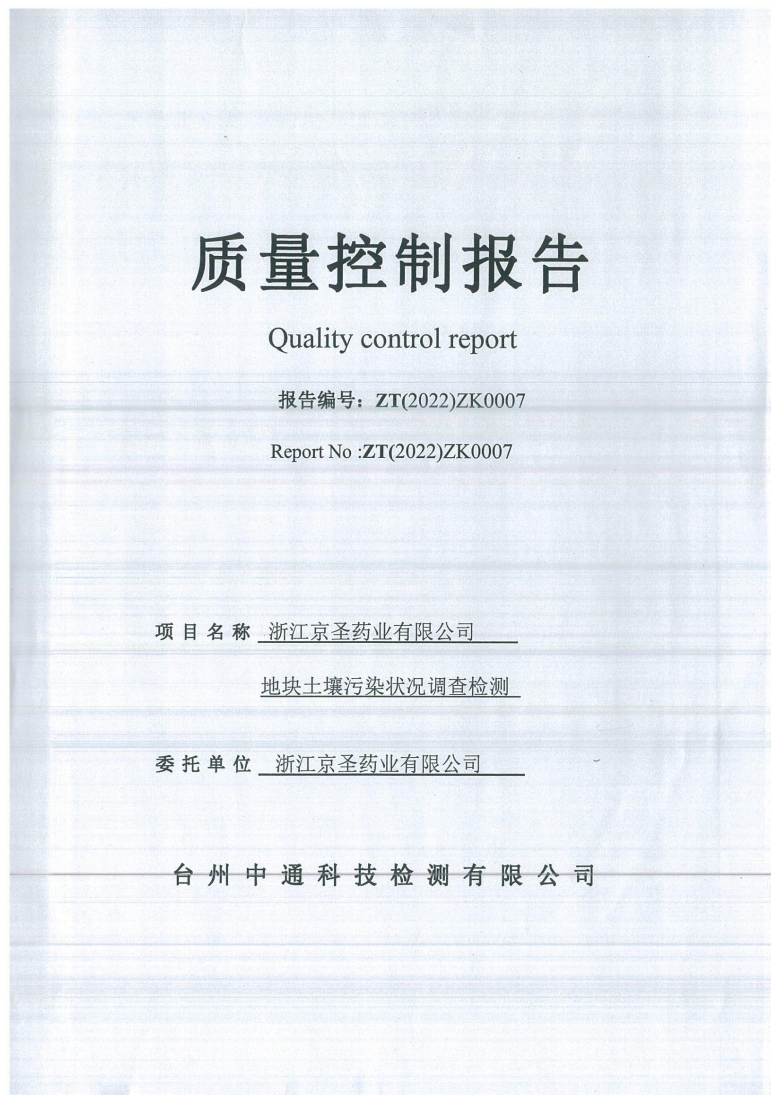 质量控制报告
Quality control report
报告编号：ZT(2022)ZK0007
Report No :ZT(2022)ZK0007
项目名称 浙江京圣药业有限公司
地块土壤污染状况调查检测
委托单位 浙江京圣药业有限公司
台州中通科技检测有限公司